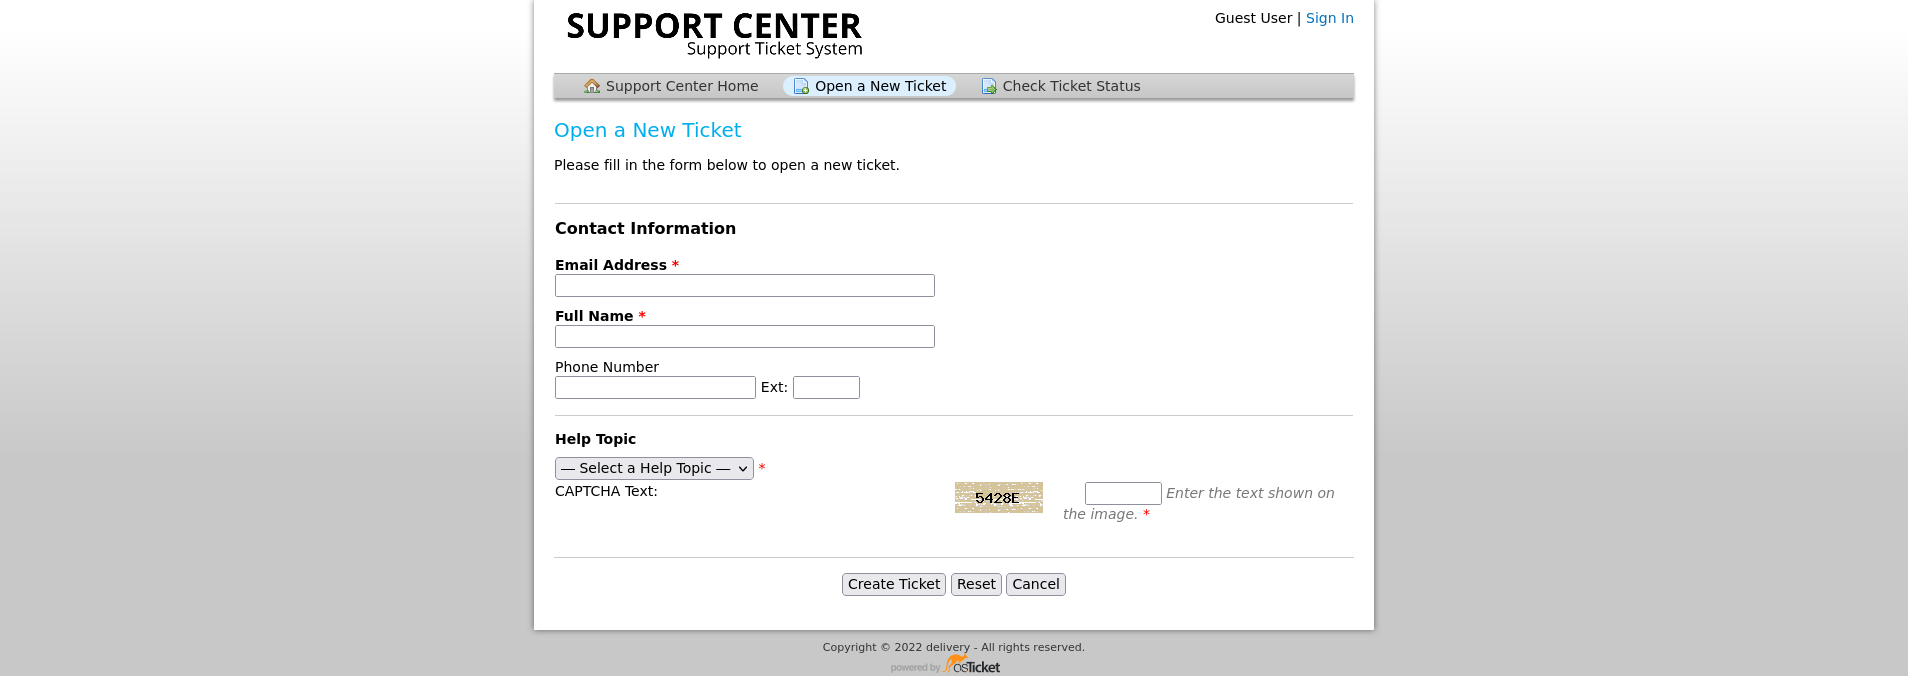 SUPPORT CENTER
Support Ticket System
Guest User | Sign In
Support Center Home Open a New Ticket Check Ticket Status
Open a New Ticket
Please fill in the form below to open a new ticket.
Contact Information
Email Address *
Full Name *
Phone Number
Ext:
Help Topic
— Select a Help Topic — *
CAPTCHA Text: 5428E Enter the text shown on
the image. *
Create Ticket Reset Cancel
Copyright © 2022 delivery - All rights reserved.
powered by osTicket